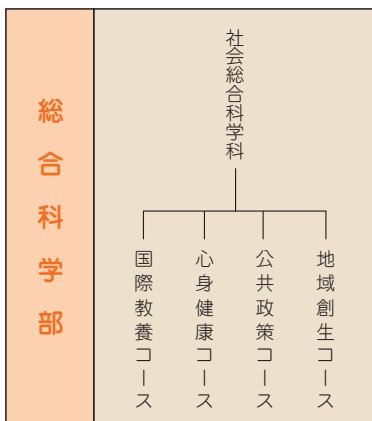 総合科学部
社会総合科学科
国際教養コース
心身健康コース
公共政策コース
地域創生コース